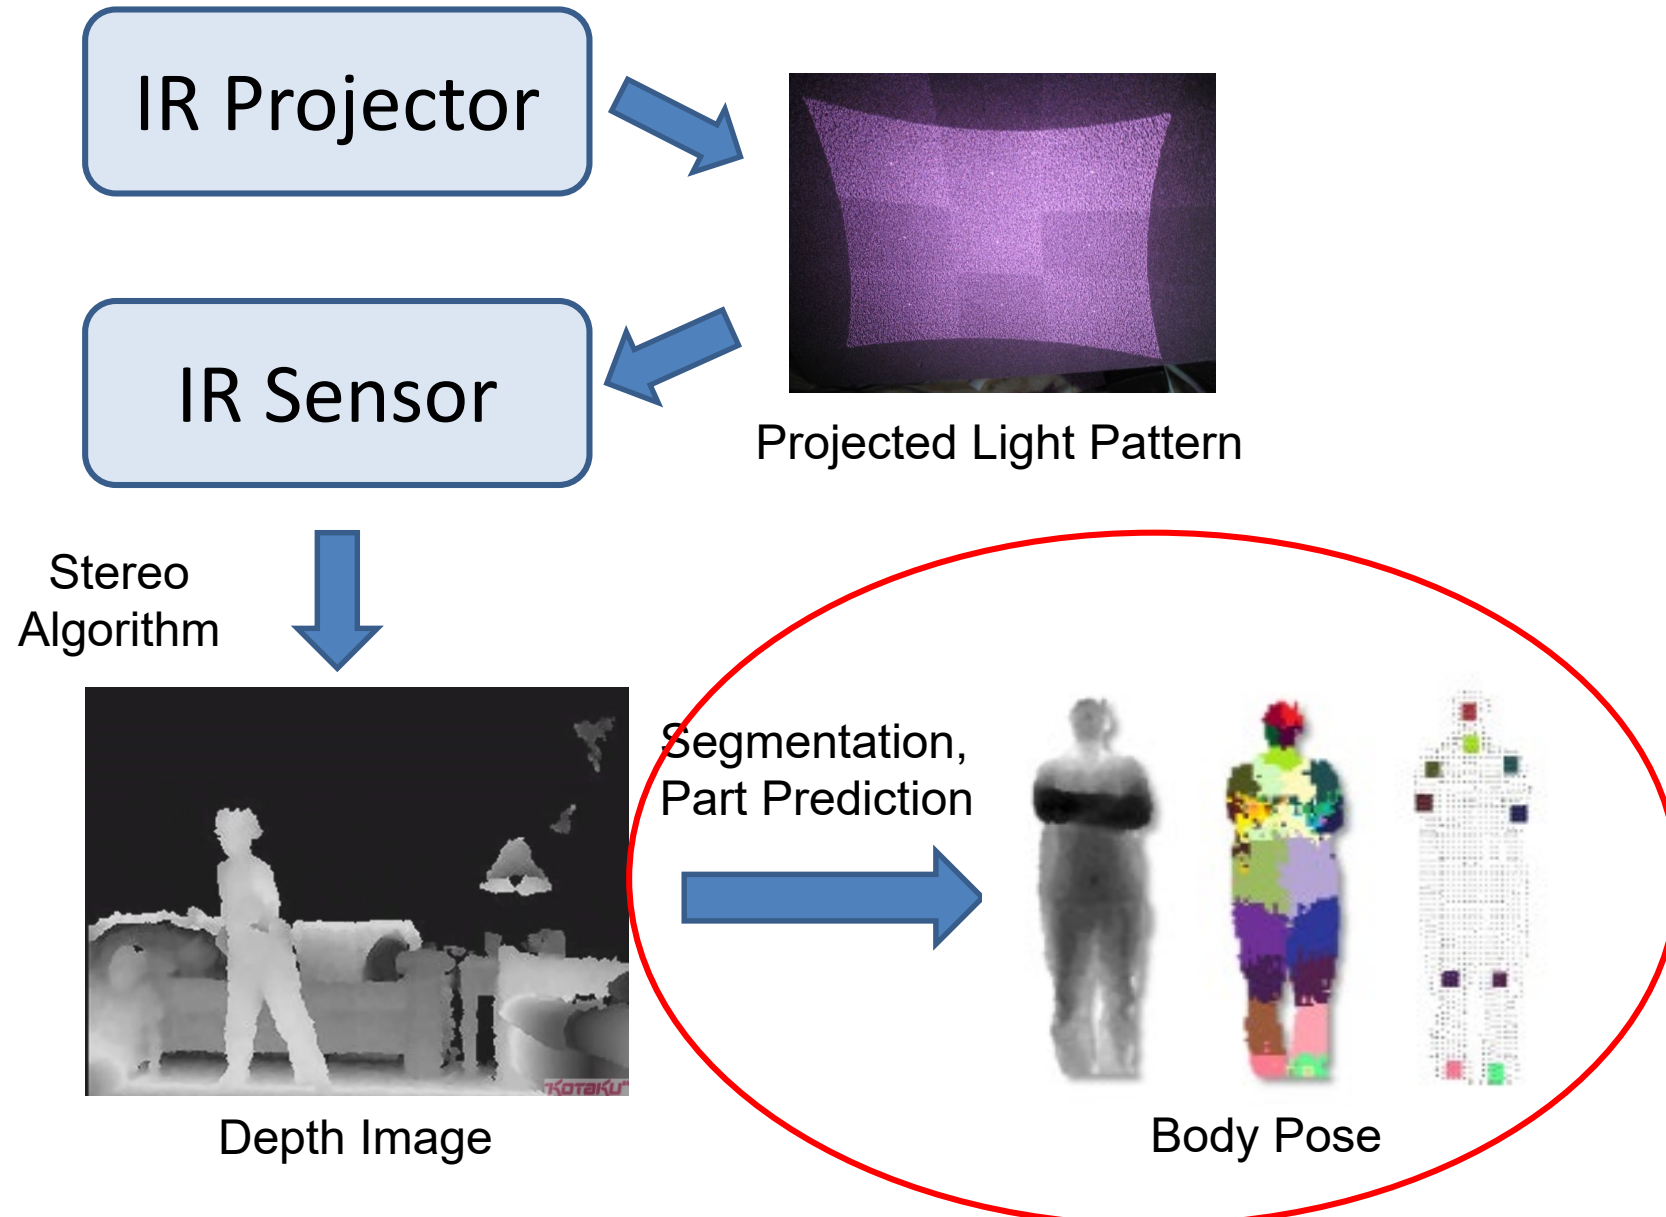 IR Projector
IR Sensor
Projected Light Pattern
Stereo
Algorithm
Segmentation,
Part Prediction
KOTAKU
Depth Image
Body Pose